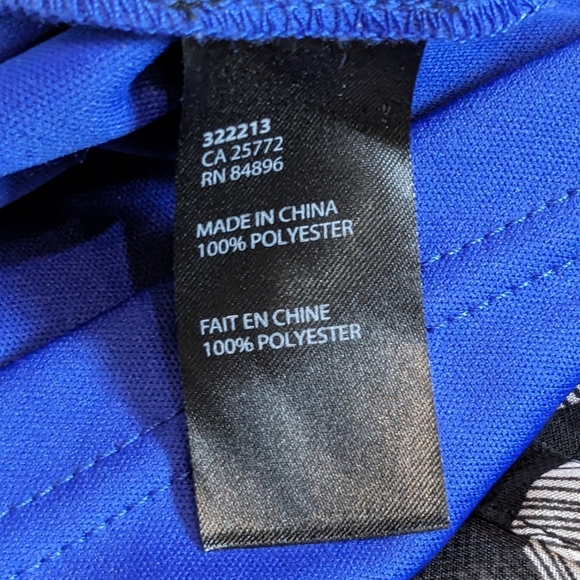 322213
CA 25772
RN 84896
MADE IN CHINA
100% POLYESTER
FAIT EN CHINE
100% POLYESTER